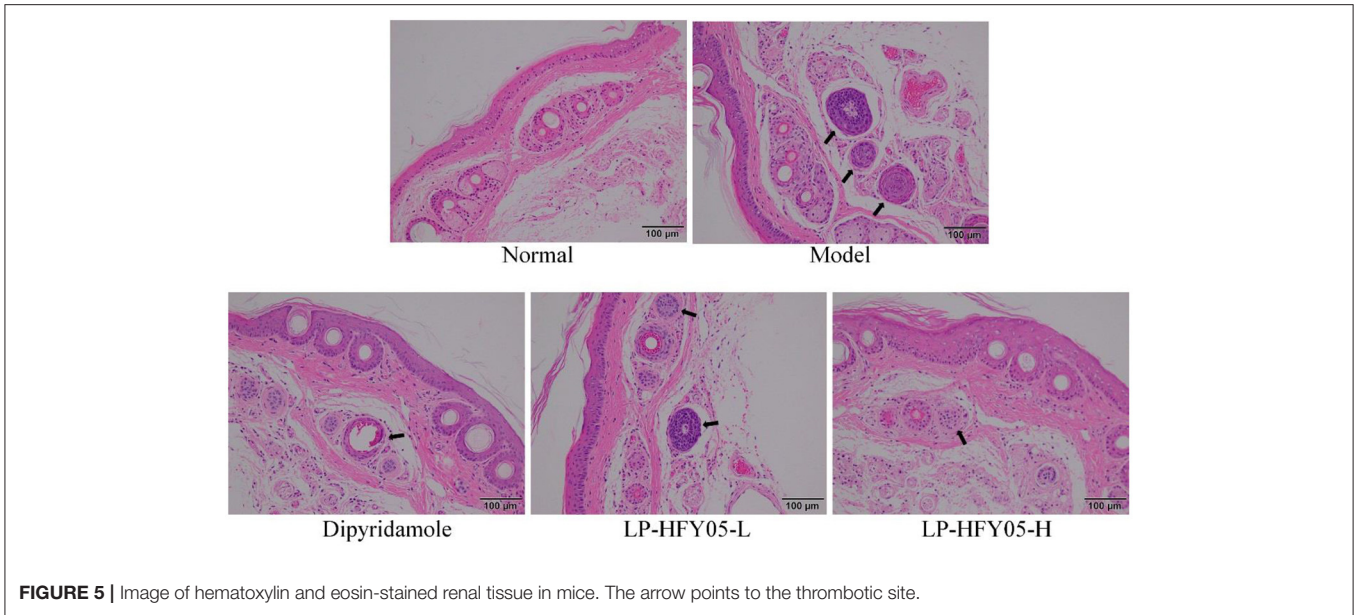 100 µm
100 µm
Normal
Model
100 µm
100 µm
100 µm
Dipyridamole
LP-HFY05-L
LP-HFY05-H
FIGURE 5 | Image of hematoxylin and eosin-stained renal tissue in mice. The arrow points to the thrombotic site.